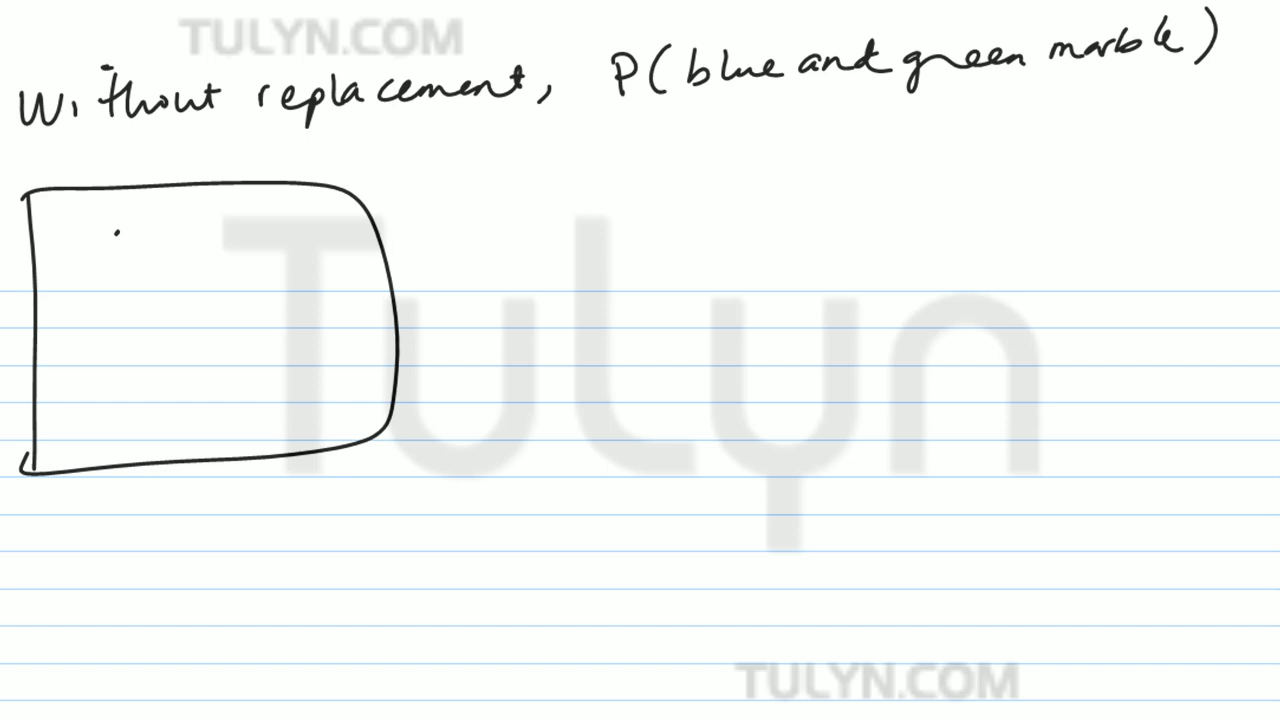 TULYN.COM
Without replacement, P(blue and green marble)
TuLyn
TULYN.COM